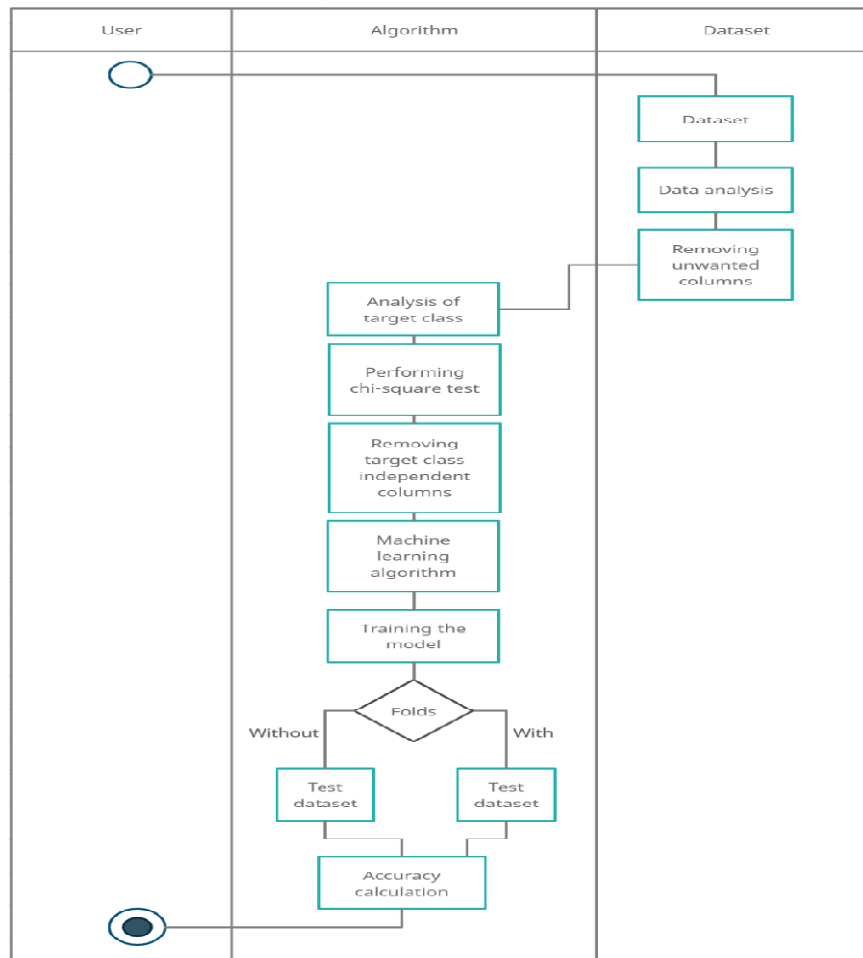 User
Algorithm
Dataset
Dataset
Data analysis
Removing
unwanted
columns
Analysis of
target class
Performing
chi-square test
Removing
target class
independent
columns
Machine
learning
algorithm
Training the
model
Folds
Without
With
Test
dataset
Test
dataset
Accuracy
calculation